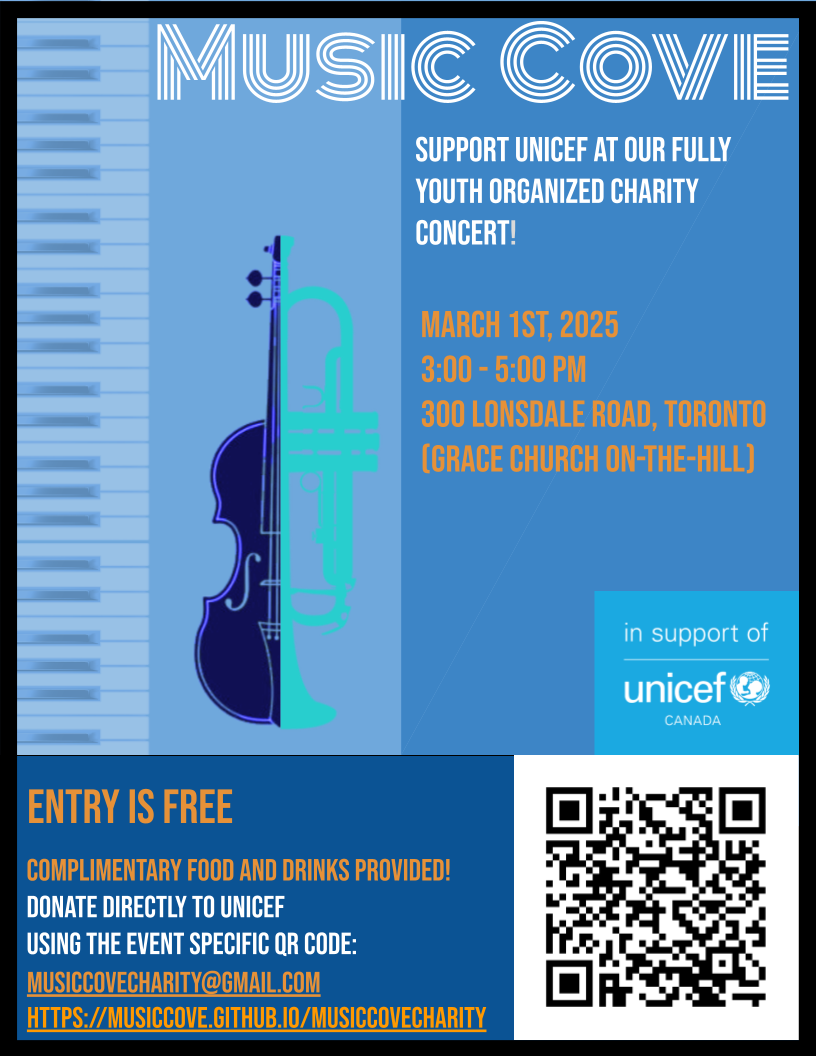 Music Cove
SUPPORT UNICEF AT OUR FULLY
YOUTH ORGANIZED CHARITY
CONCERT!
MARCH 1ST, 2025
3:00 - 5:00 PM
300 LONSDALE ROAD, TORONTO
(GRACE CHURCH ON-THE-HILL)
in support of
unicef
CANADA
ENTRY IS FREE
COMPLIMENTARY FOOD AND DRINKS PROVIDED!
DONATE DIRECTLY TO UNICEF
USING THE EVENT SPECIFIC QR CODE:
MUSICCOVECHARITY@GMAIL.COM
HTTPS://MUSICCOVE.GITHUB.IO/MUSICCOVECHARITY